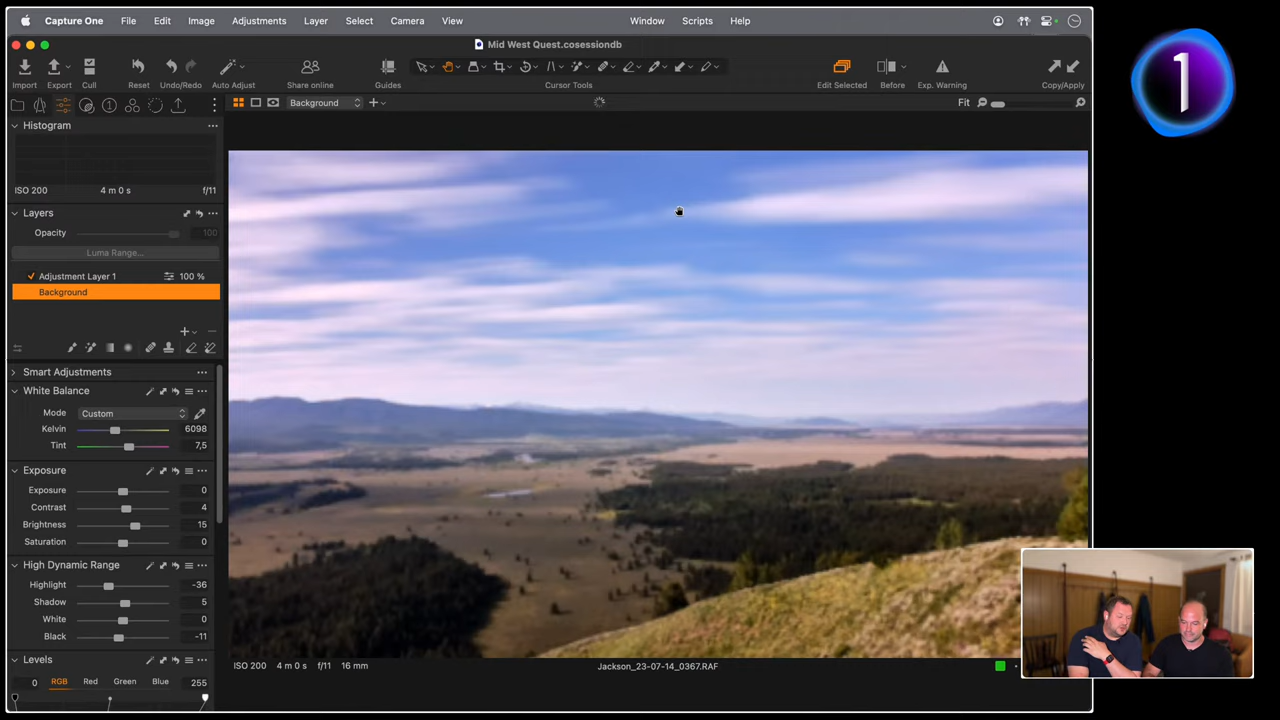 Capture One File Edit Image Adjustments Layer Select Camera View Window Scripts Help
Mid West Quest.cosessiondb
Import Export Cull Reset Undo/Redo Auto Adjust Share online Guides Cursor Tools Edit Selected Before Exp. Warning Copy/Apply
Background Fit
Histogram
ISO 200 4 m 0 s f/11
Layers
Opacity 100
Luma Range...
Adjustment Layer 1 100 %
Background
Smart Adjustments
White Balance
Mode Custom
Kelvin 6098
Tint 7,5
Exposure
Exposure 0
Contrast 4
Brightness 15
Saturation 0
High Dynamic Range
Highlight -36
Shadow 5
White 0
Black -11
Levels
0 RGB Red Green Blue 255
ISO 200 4 m 0 s f/11 16 mm Jackson_23-07-14_0367.RAF
1